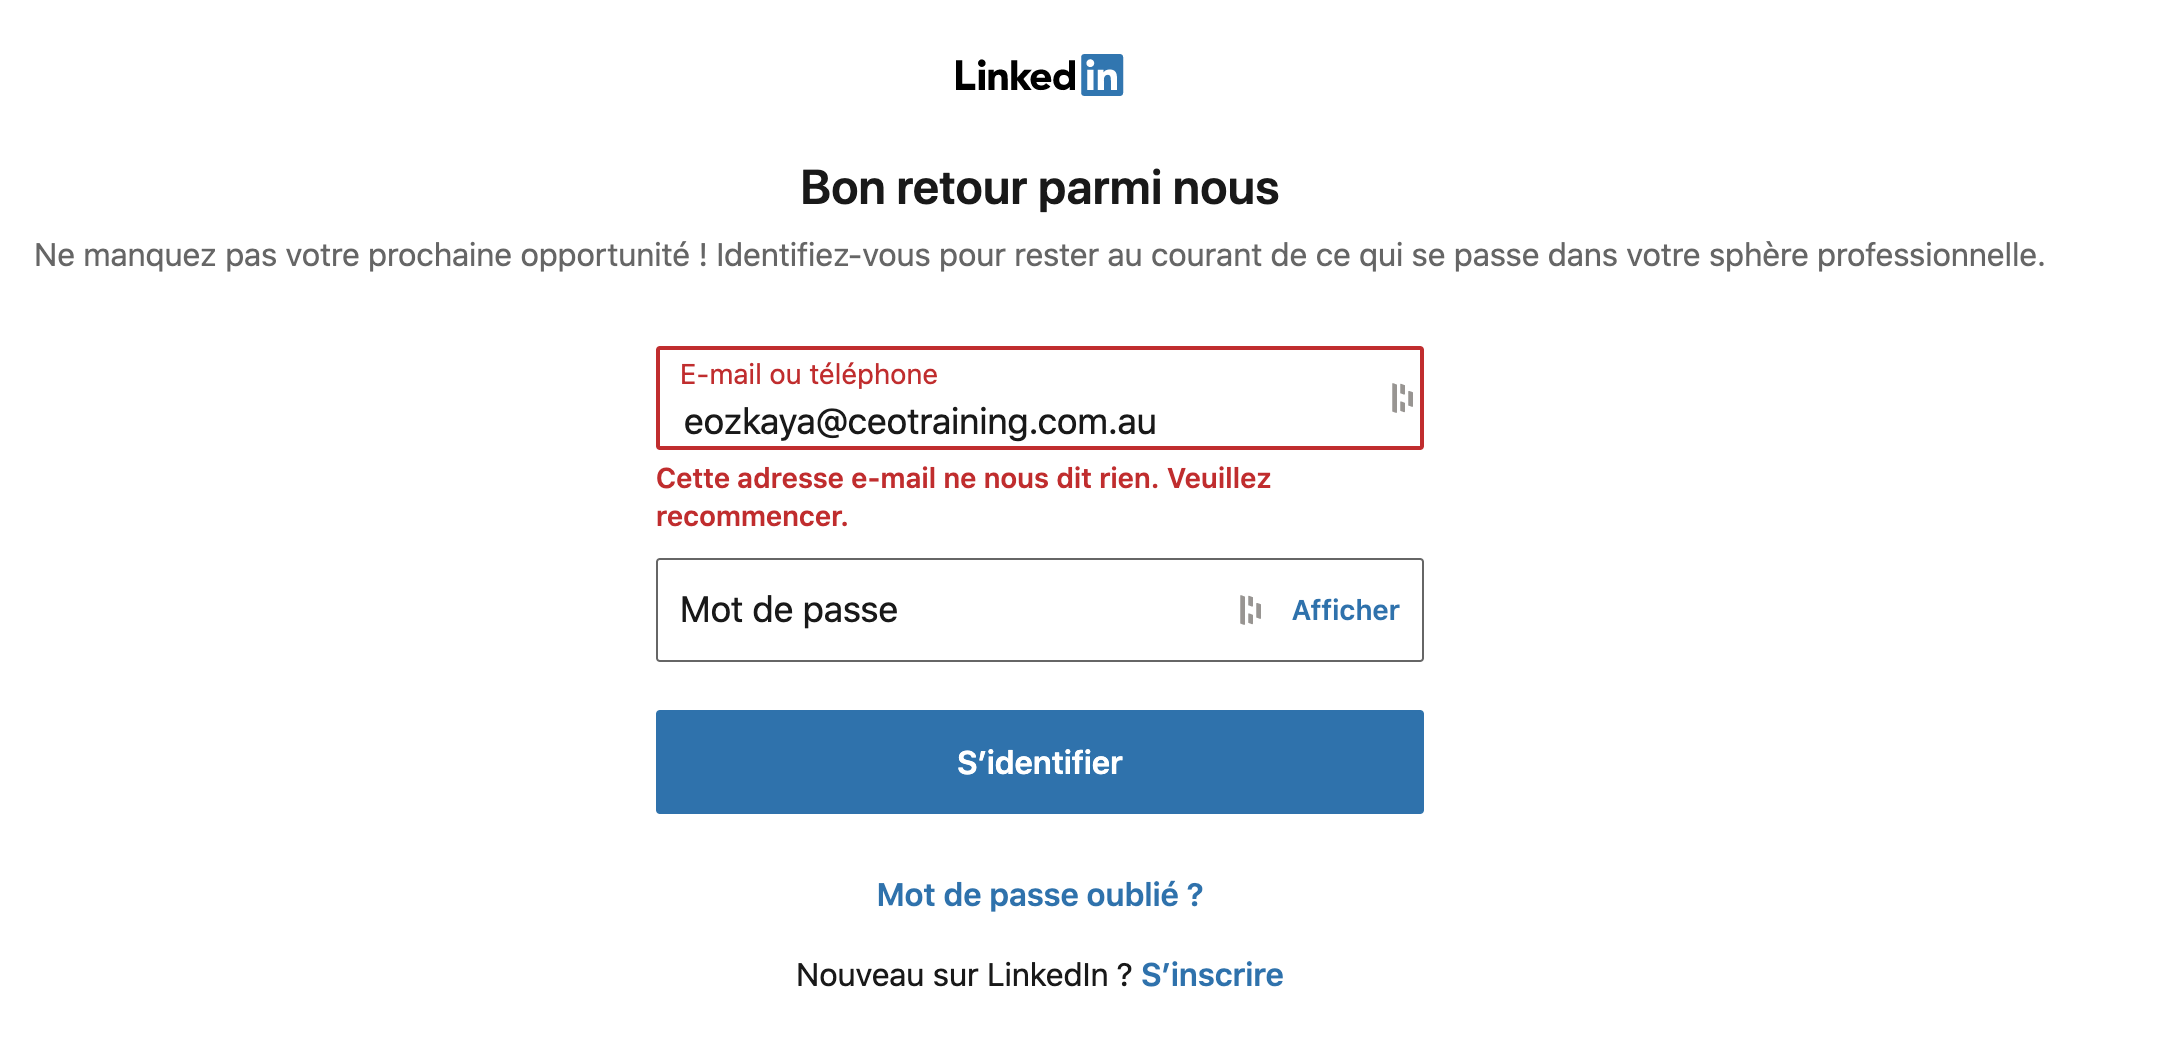 Linkedin
Bon retour parmi nous
Ne manquez pas votre prochaine opportunité ! Identifiez-vous pour rester au courant de ce qui se passe dans votre sphère professionnelle.
E-mail ou téléphone
eozkaya@ceotraining.com.au
Cette adresse e-mail ne nous dit rien. Veuillez
recommencer.
Mot de passe Afficher
S’identifier
Mot de passe oublié ?
Nouveau sur LinkedIn ? S’inscrire